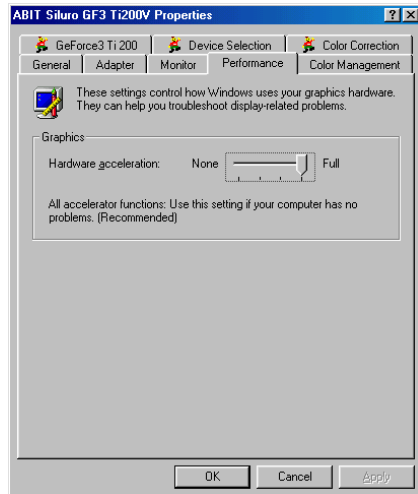 ABIT Siluro GF3 Ti200V Properties
GeForce3 Ti 200 Device Selection Color Correction
General Adapter Monitor Performance Color Management
These settings control how Windows uses your graphics hardware.
They can help you troubleshoot display-related problems.
Graphics
Hardware acceleration: None Full
All accelerator functions: Use this setting if your computer has no
problems. (Recommended)
OK Cancel Apply